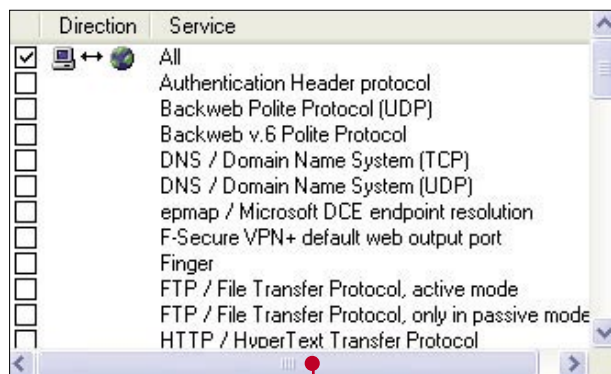 Direction Service
All
Authentication Header protocol
Backweb Polite Protocol (UDP)
Backweb v.6 Polite Protocol
DNS / Domain Name System (TCP)
DNS / Domain Name System (UDP)
epmap / Microsoft DCE endpoint resolution
F-Secure VPN+ default web output port
Finger
FTP / File Transfer Protocol, active mode
FTP / File Transfer Protocol, only in passive mode
HTTP / HyperText Transfer Protocol